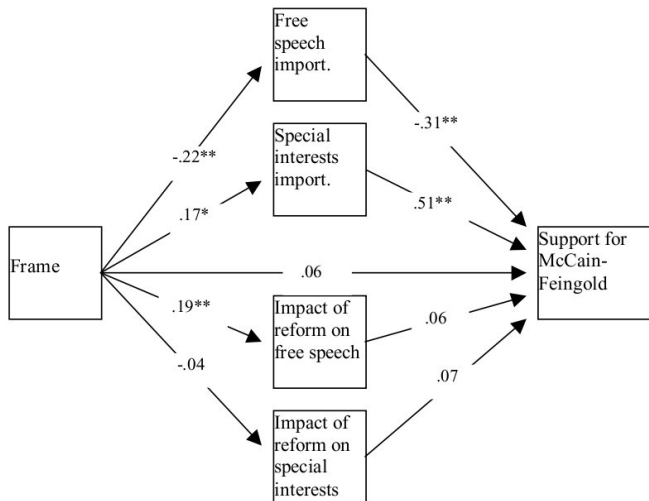 Free
speech
import.
-.31**
-.22**
Special
interests
import.
.17*
.51**
Frame
.06
Support for
McCain-
Feingold
.19**
Impact of
reform on
free speech
.06
-.04
.07
Impact of
reform on
special
interests